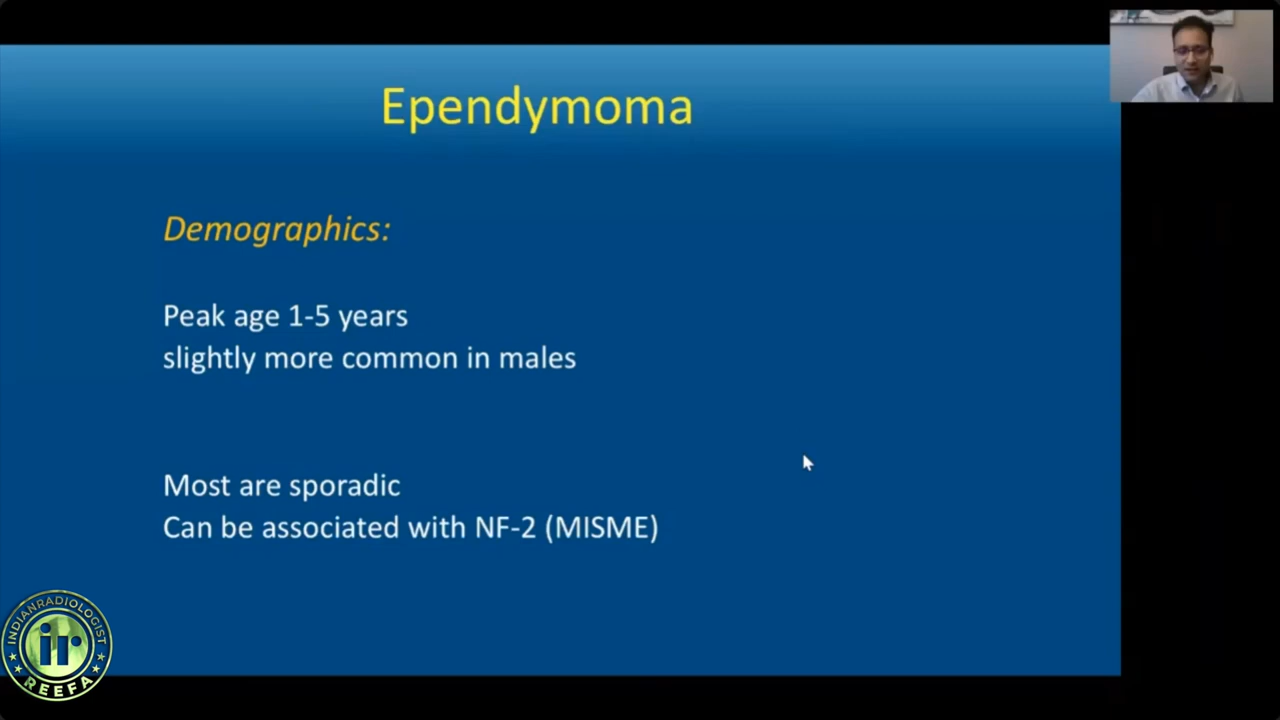 Ependymoma
Demographics:
Peak age 1-5 years
slightly more common in males
Most are sporadic
Can be associated with NF-2 (MISME)
INDIANRADIOLOGIST
ir
REEFA